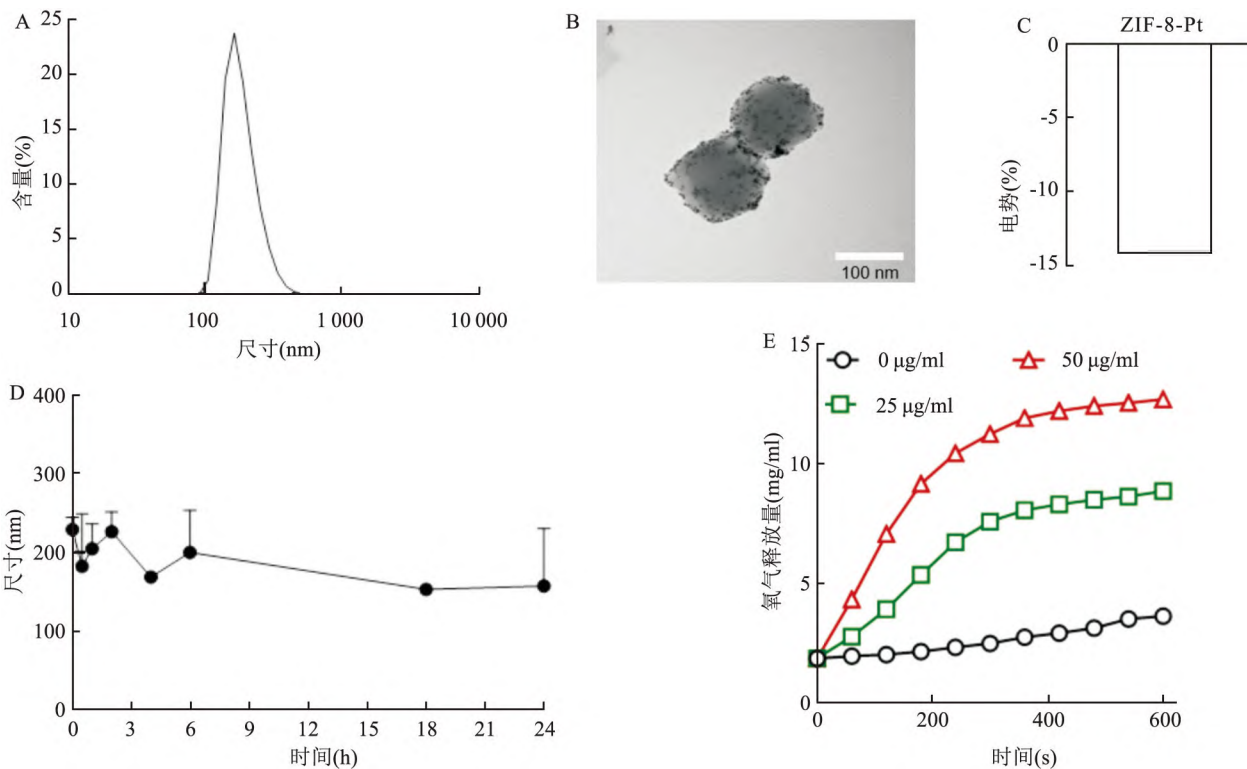 A
25
20
15
10
5
0
含量(%)
10
100
1 000
10 000
尺寸(nm)
B
100 nm
C
ZIF-8-Pt
0
-5
-10
-15
电势(%)
D
400
300
200
100
0
尺寸(nm)
0
3
6
9
12
15
18
21
24
时间(h)
E
15
10
5
0
氧气释放量(mg/ml)
0 μg/ml
50 μg/ml
25 μg/ml
0
200
400
600
时间(s)